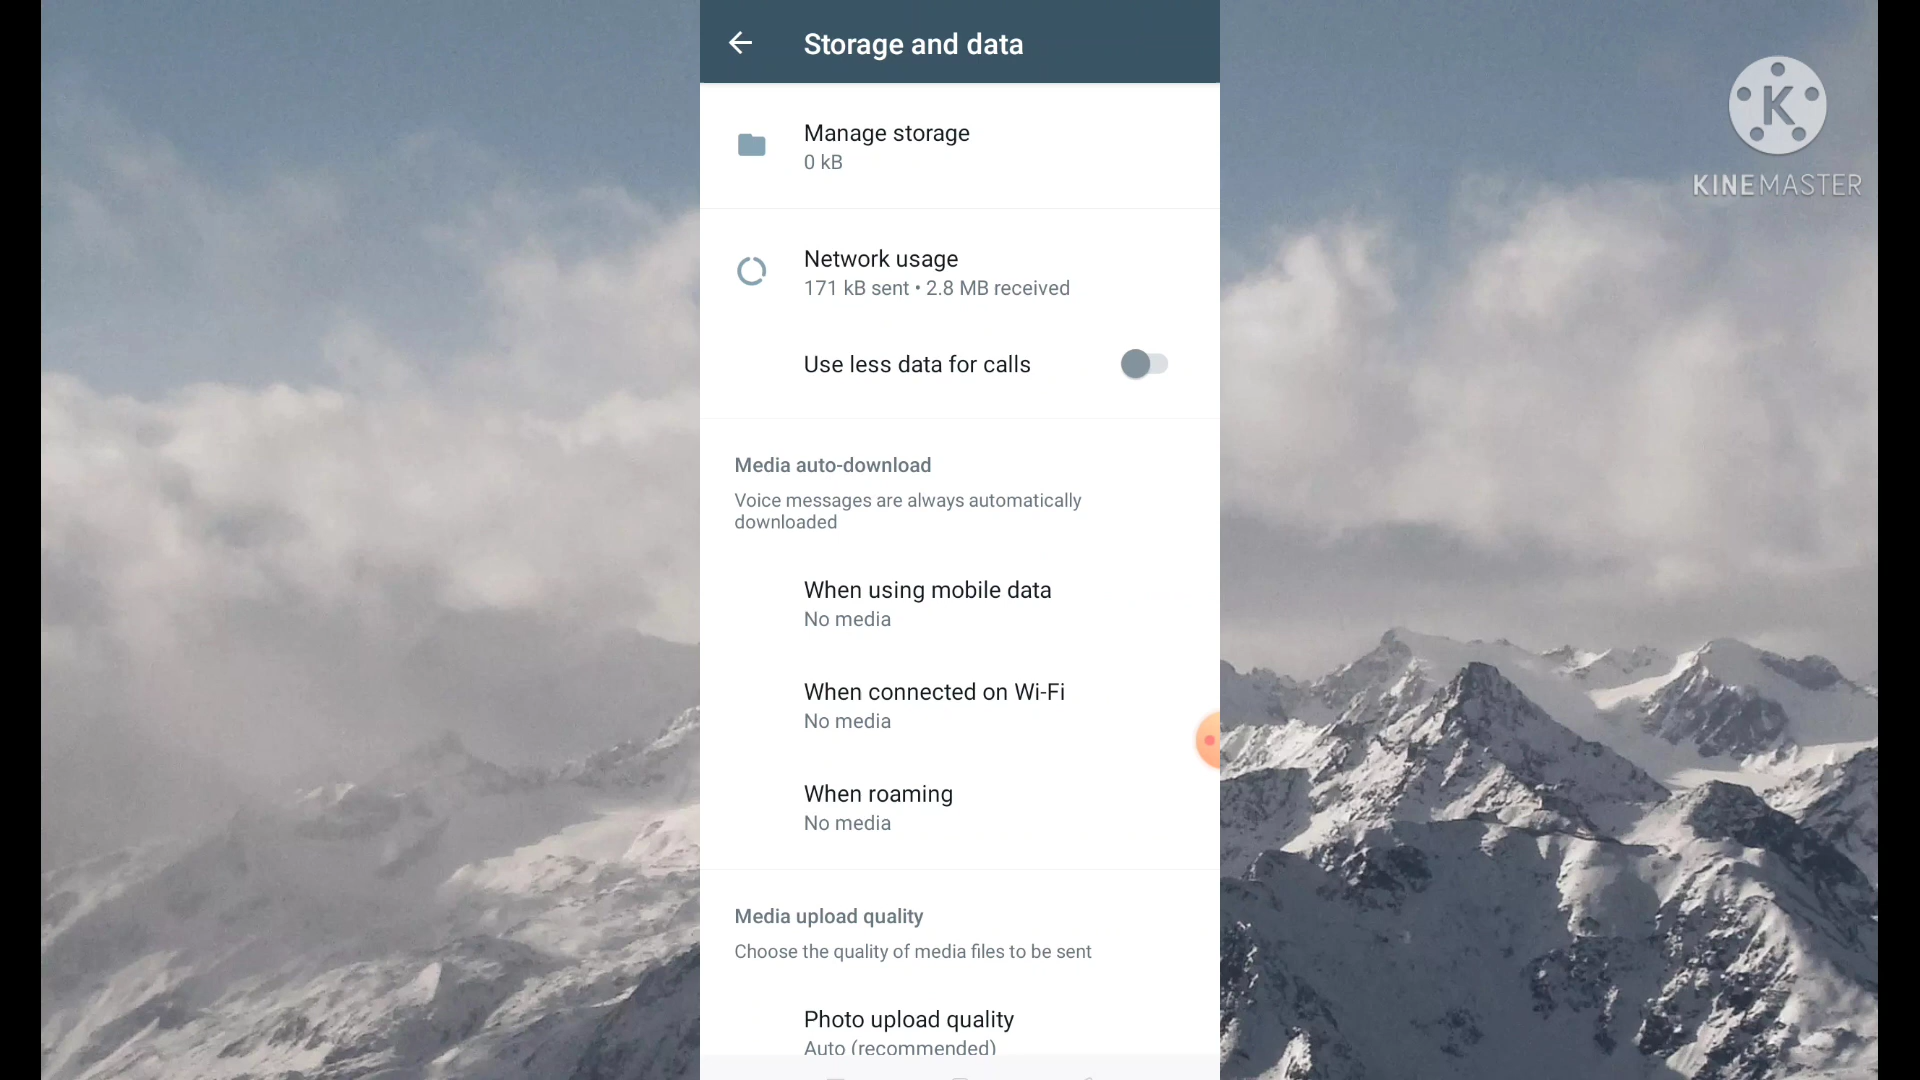 Storage and data
Manage storage
0 kB
Network usage
171 kB sent • 2.8 MB received
Use less data for calls
Media auto-download
Voice messages are always automatically
downloaded
When using mobile data
No media
When connected on Wi-Fi
No media
When roaming
No media
Media upload quality
Choose the quality of media files to be sent
Photo upload quality
Auto (recommended)
K
KINEMASTER